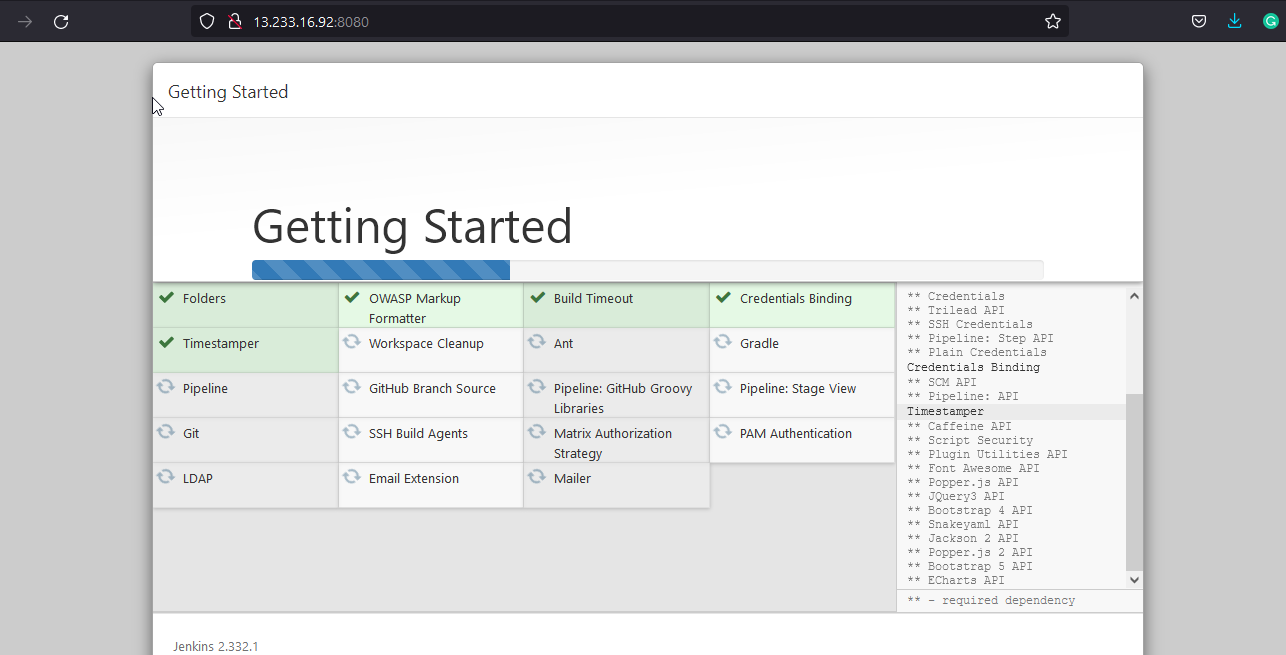 13.233.16.92:8080
Getting Started
Getting Started
Folders
OWASP Markup
Formatter
Build Timeout
Credentials Binding
Timestamper
Workspace Cleanup
Ant
Gradle
Pipeline
GitHub Branch Source
Pipeline: GitHub Groovy
Libraries
Pipeline: Stage View
Git
SSH Build Agents
Matrix Authorization
Strategy
PAM Authentication
LDAP
Email Extension
Mailer
** Credentials
** Trilead API
** SSH Credentials
** Pipeline: Step API
** Plain Credentials
Credentials Binding
** SCM API
** Pipeline: API
Timestamper
** Caffeine API
** Script Security
** Plugin Utilities API
** Font Awesome API
** Popper.js API
** JQuery3 API
** Bootstrap 4 API
** Snakeyaml API
** Jackson 2 API
** Popper.js 2 API
** Bootstrap 5 API
** ECharts API
** - required dependency
Jenkins 2.332.1